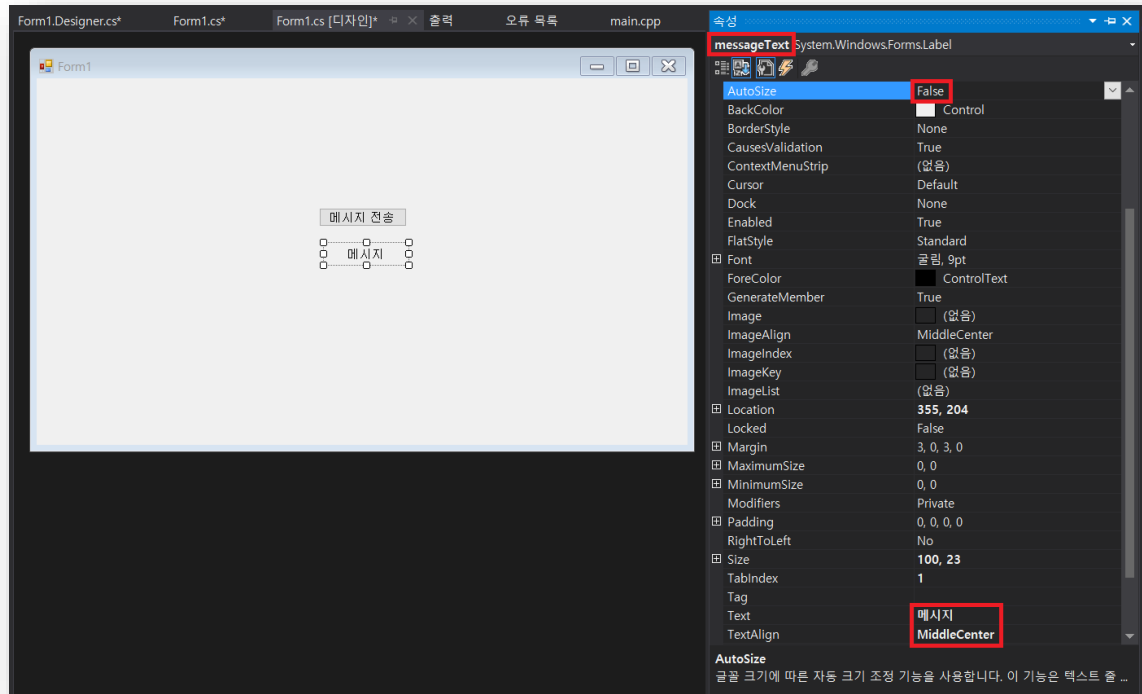 Form1.Designer.cs* Form1.cs* Form1.cs [디자인]* 출력 오류 목록 main.cpp
Form1
메시지 전송
메시지
속성
messageText System.Windows.Forms.Label
AutoSize False
BackColor Control
BorderStyle None
CausesValidation True
ContextMenuStrip (없음)
Cursor Default
Dock None
Enabled True
FlatStyle Standard
Font 굴림, 9pt
ForeColor ControlText
GenerateMember True
Image (없음)
ImageAlign MiddleCenter
ImageIndex (없음)
ImageKey (없음)
ImageList (없음)
Location 355, 204
Locked False
Margin 3, 0, 3, 0
MaximumSize 0, 0
MinimumSize 0, 0
Modifiers Private
Padding 0, 0, 0, 0
RightToLeft No
Size 100, 23
TabIndex 1
Tag
Text 메시지
TextAlign MiddleCenter
AutoSize
글꼴 크기에 따른 자동 크기 조정 기능을 사용합니다. 이 기능은 텍스트 줄 ...